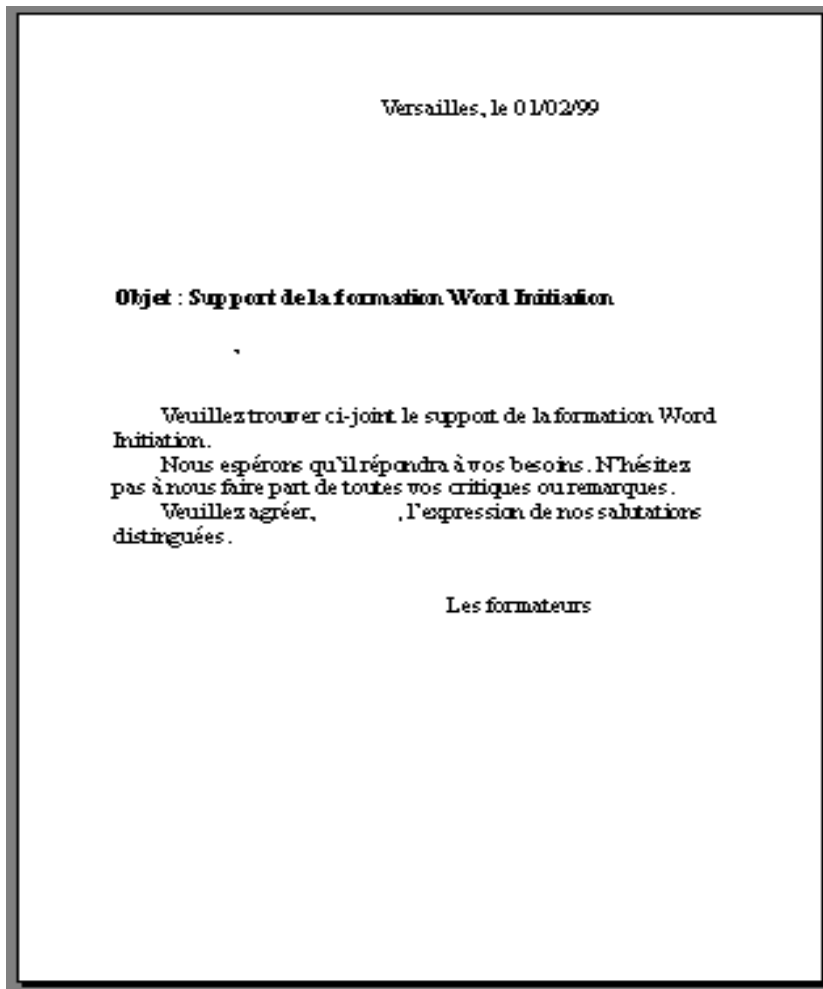 Versailles, le 01/02/99
Objet : Support de la formation Word Initiation
,
Veuillez trouver ci-joint le support de la formation Word
Initiation.
Nous espérons qu'il répondra à vos besoins. N'hésitez
pas à nous faire part de toutes vos critiques ou remarques.
Veuillez agréer, , l'expression de nos salutations
distinguées.
Les formateurs